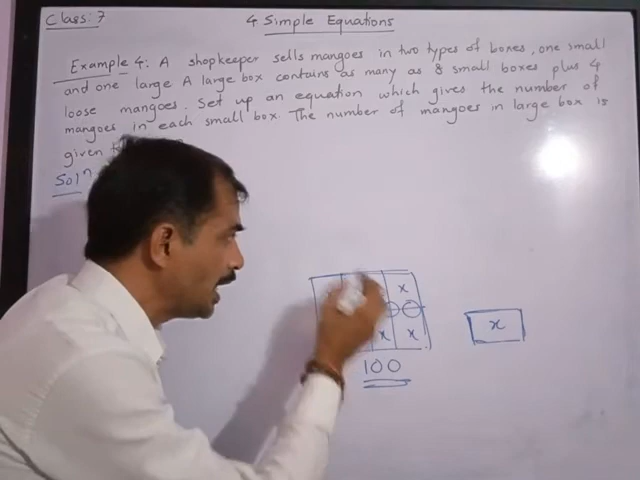 Class: 7
4 Simple Equations
Example 4: A shopkeeper sells mangoes in two types of boxes, one small
and one large A large box contains as many as 8 small boxes plus 4
loose mangoes. Set up an equation which gives the number of
mangoes in each small box. The number of mangoes in large box is
given
Solⁿ
x
x x
x
100